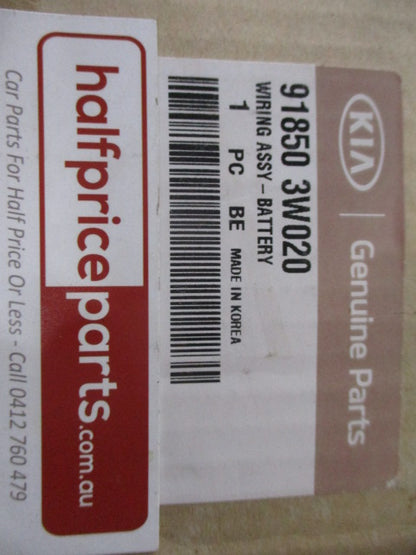 KIA
Genuine Parts
91850 3W020
WIRING ASSY-BATTERY
1 PC BE MADE IN KOREA
halfpriceparts.com.au
Car Parts For Half Price Or Less - Call 0412 760 479